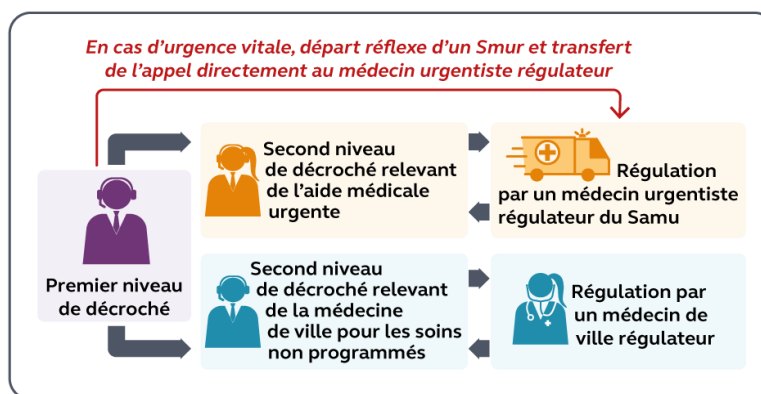 En cas d’urgence vitale, départ réflexe d’un Smur et transfert
de l’appel directement au médecin urgentiste régulateur
Premier niveau
de décroché
Second niveau
de décroché relevant
de l’aide médicale
urgente
Régulation
par un médecin urgentiste
régulateur du Samu
Second niveau
de décroché relevant
de la médecine
de ville pour les soins
non programmés
Régulation par
un médecin de
ville régulateur